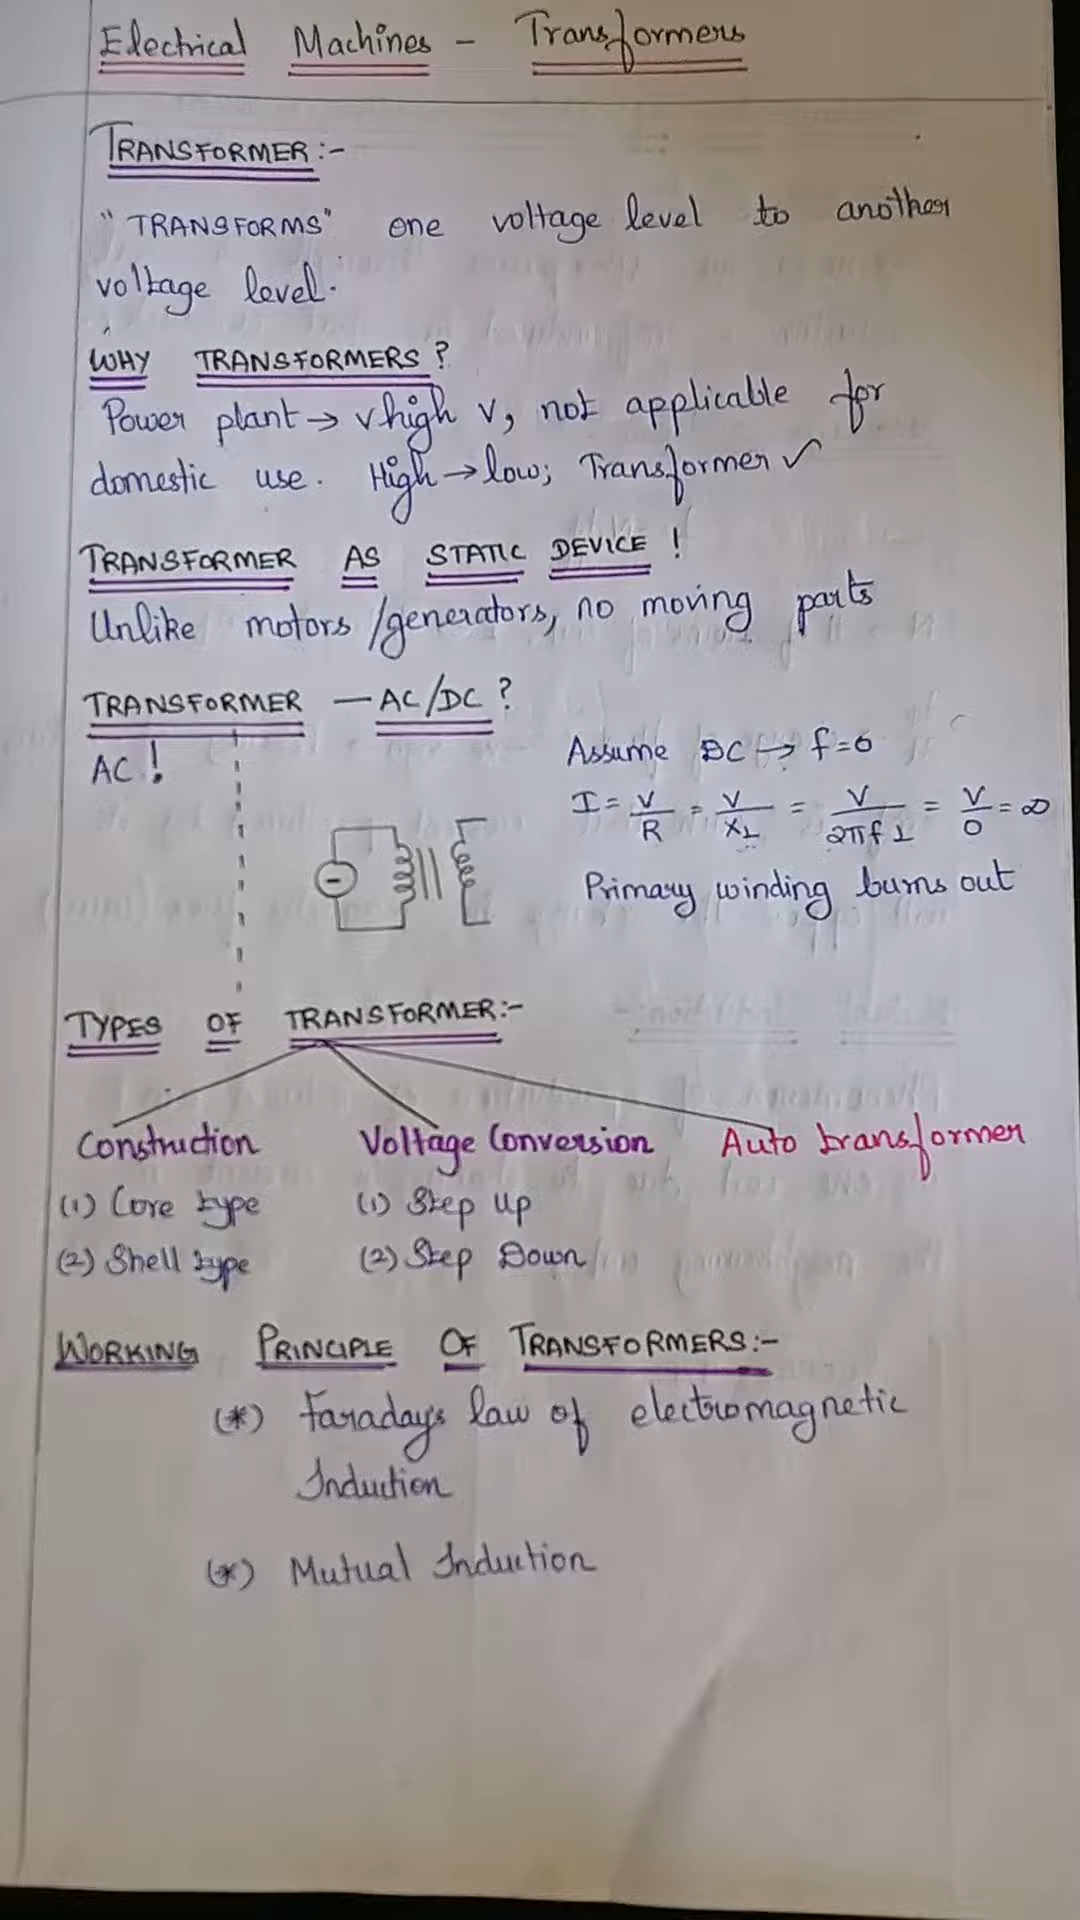 Electrical Machines - Transformers
TRANSFORMER :-
"TRANSFORMS" one voltage level to another
voltage level.
WHY TRANSFORMERS ?
Power plant → vhigh v, not applicable for
domestic use. High → low; Transformer ✓
TRANSFORMER AS STATIC DEVICE !
Unlike motors /generators, no moving parts
TRANSFORMER — AC/DC ?
AC !
Assume DC → f=0
I = V/R = V/XL = V/2πfL = V/0 = ∞
Primary winding burns out
TYPES OF TRANSFORMER:-
Construction Voltage Conversion Auto transformer
(1) Core type (1) Step up
(2) Shell type (2) Step Down
WORKING PRINCIPLE OF TRANSFORMERS:-
(*) Faraday's law of electromagnetic
Induction
(*) Mutual Induction